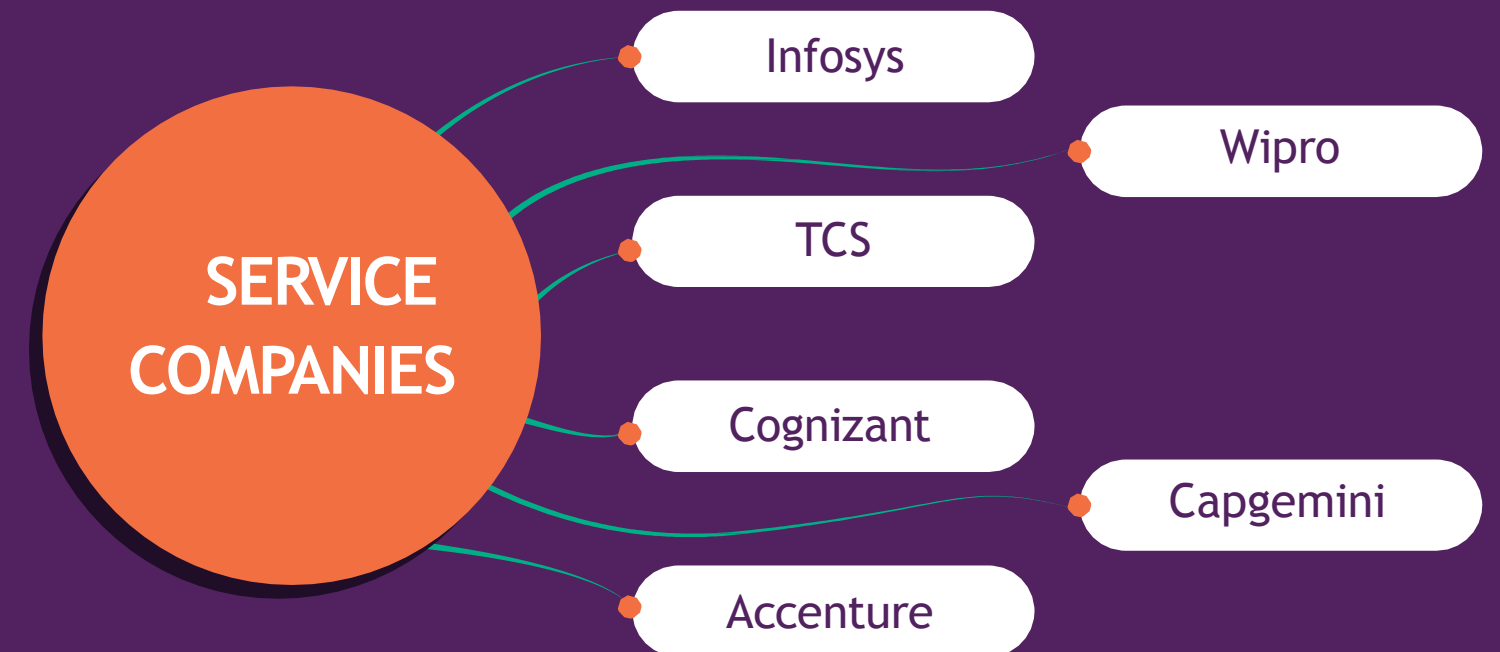 SERVICE
COMPANIES
Infosys
Wipro
TCS
Cognizant
Capgemini
Accenture